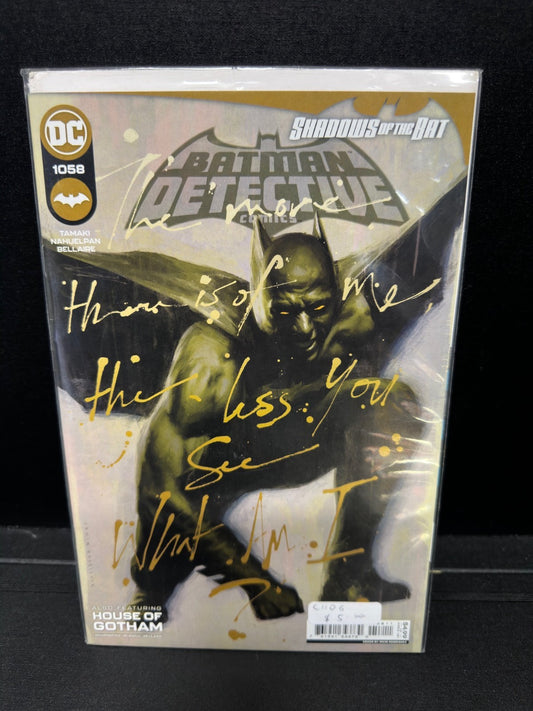 SHADOWS OF THE BAT
DC
1058
BATMAN
DETECTIVE
COMICS
TAMAKI
NAHUELPAN
BELLAIRE
The more
there is of me,
the less You
See
What Am I
?
ALSO FEATURING
HOUSE OF
GOTHAM
C1106
$5